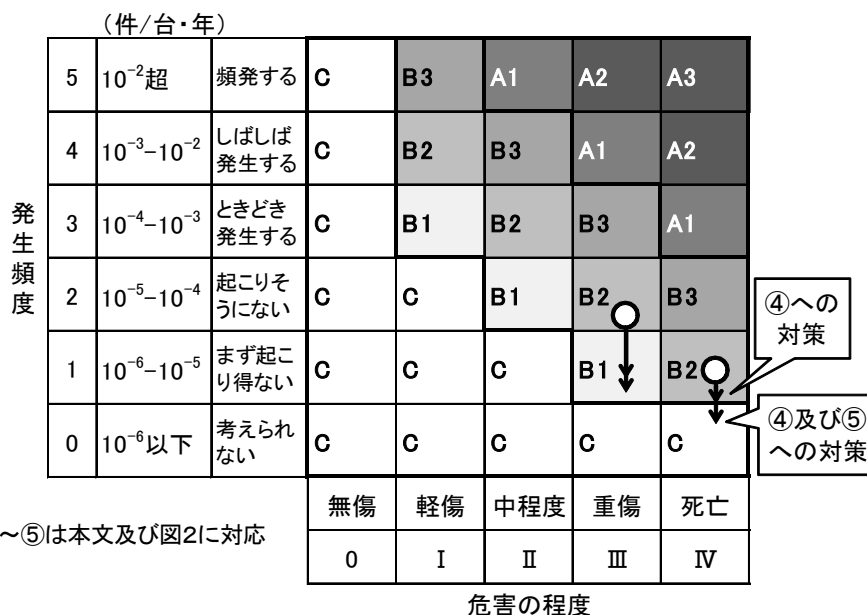 (件/台・年)
5 10⁻²超 頻発する C B3 A1 A2 A3
4 10⁻³−10⁻² しばしば発生する C B2 B3 A1 A2
3 10⁻⁴−10⁻³ ときどき発生する C B1 B2 B3 A1
2 10⁻⁵−10⁻⁴ 起こりそうにない C C B1 B2 B3
1 10⁻⁶−10⁻⁵ まず起こり得ない C C C B1 B2
0 10⁻⁶以下 考えられない C C C C C
発生頻度
④への
対策
④及び⑤
への対策
無傷 軽傷 中程度 重傷 死亡
0 Ⅰ Ⅱ Ⅲ Ⅳ
～⑤は本文及び図2に対応
危害の程度